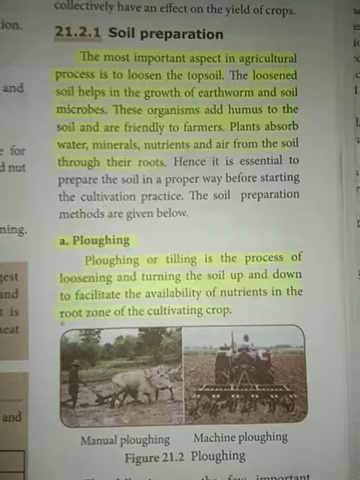 collectively have an effect on the yield of crops.
21.2.1 Soil preparation
The most important aspect in agricultural
process is to loosen the topsoil. The loosened
soil helps in the growth of earthworm and soil
microbes. These organisms add humus to the
soil and are friendly to farmers. Plants absorb
water, minerals, nutrients and air from the soil
through their roots. Hence it is essential to
prepare the soil in a proper way before starting
the cultivation practice. The soil preparation
methods are given below.
a. Ploughing
Ploughing or tilling is the process of
loosening and turning the soil up and down
to facilitate the availability of nutrients in the
root zone of the cultivating crop.
Manual ploughing Machine ploughing
Figure 21.2 Ploughing
and
for
nut
and
is
and